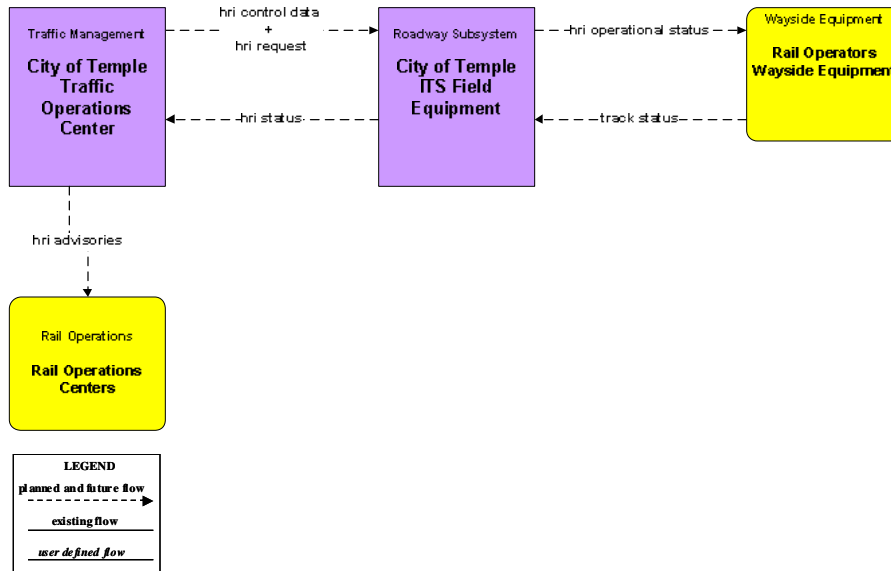 Traffic Management
City of Temple
Traffic
Operations
Center
hri control data
+
hri request
Roadway Subsystem
City of Temple
ITS Field
Equipment
hri operational status
Wayside Equipment
Rail Operators
Wayside Equipment
hri status
track status
hri advisories
Rail Operations
Rail Operations
Centers
LEGEND
planned and future flow
existing flow
user defined flow